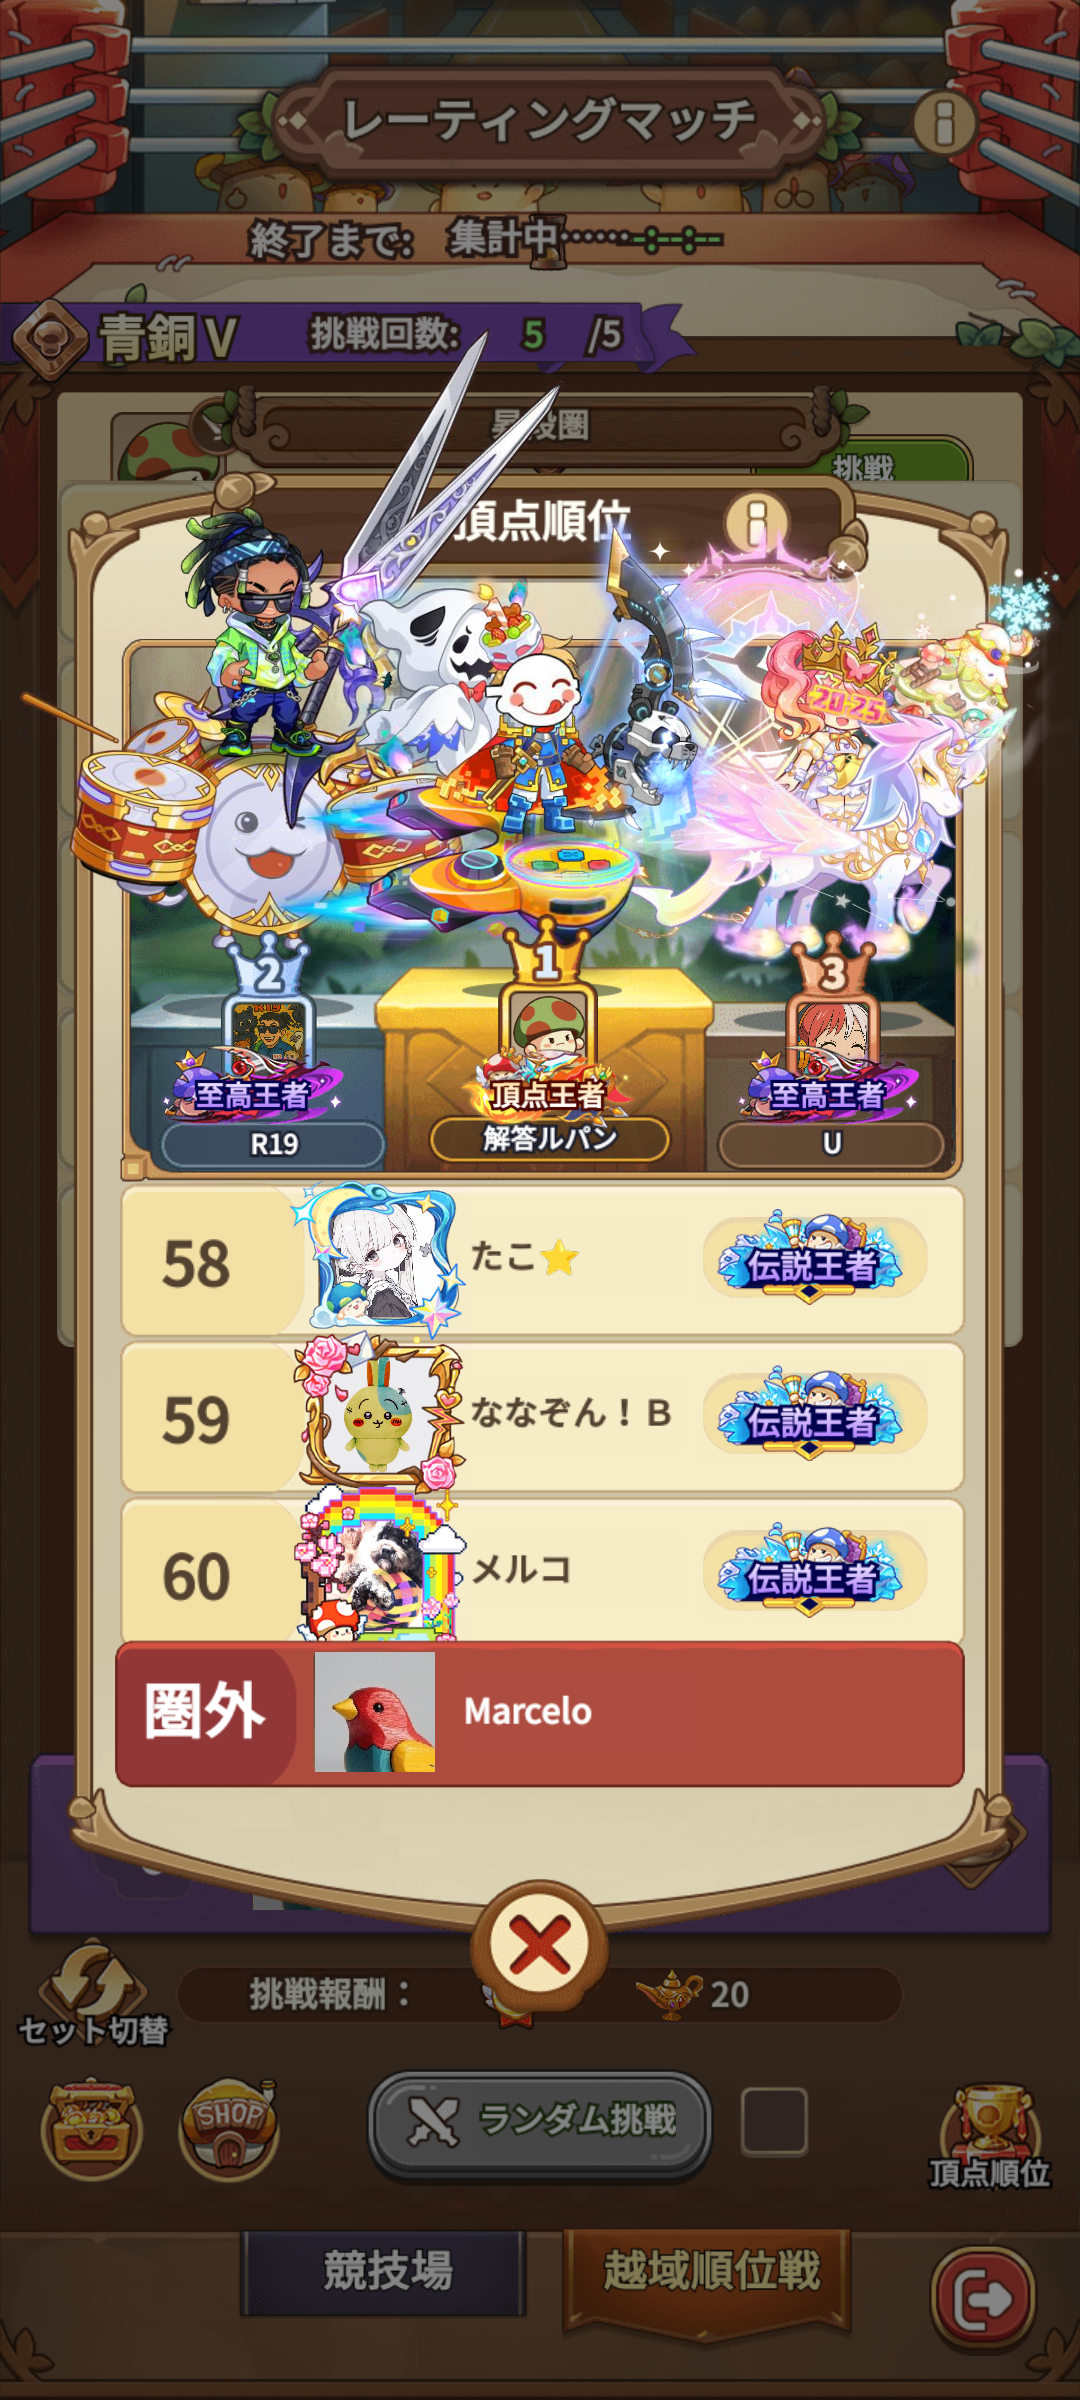 レーティングマッチ
終了まで: 集計中……--:--:--
青銅V 挑戦回数: 5 /5
昇段圏
挑戦
頂点順位
20-25
2 1 3
至高王者 頂点王者 至高王者
R19 解答ルパン U
58 たこ⭐ 伝説王者
59 ななぞん！B 伝説王者
60 メルコ 伝説王者
圏外 Marcelo
挑戦報酬： 20
セット切替
SHOP
ランダム挑戦
頂点順位
競技場 越域順位戦